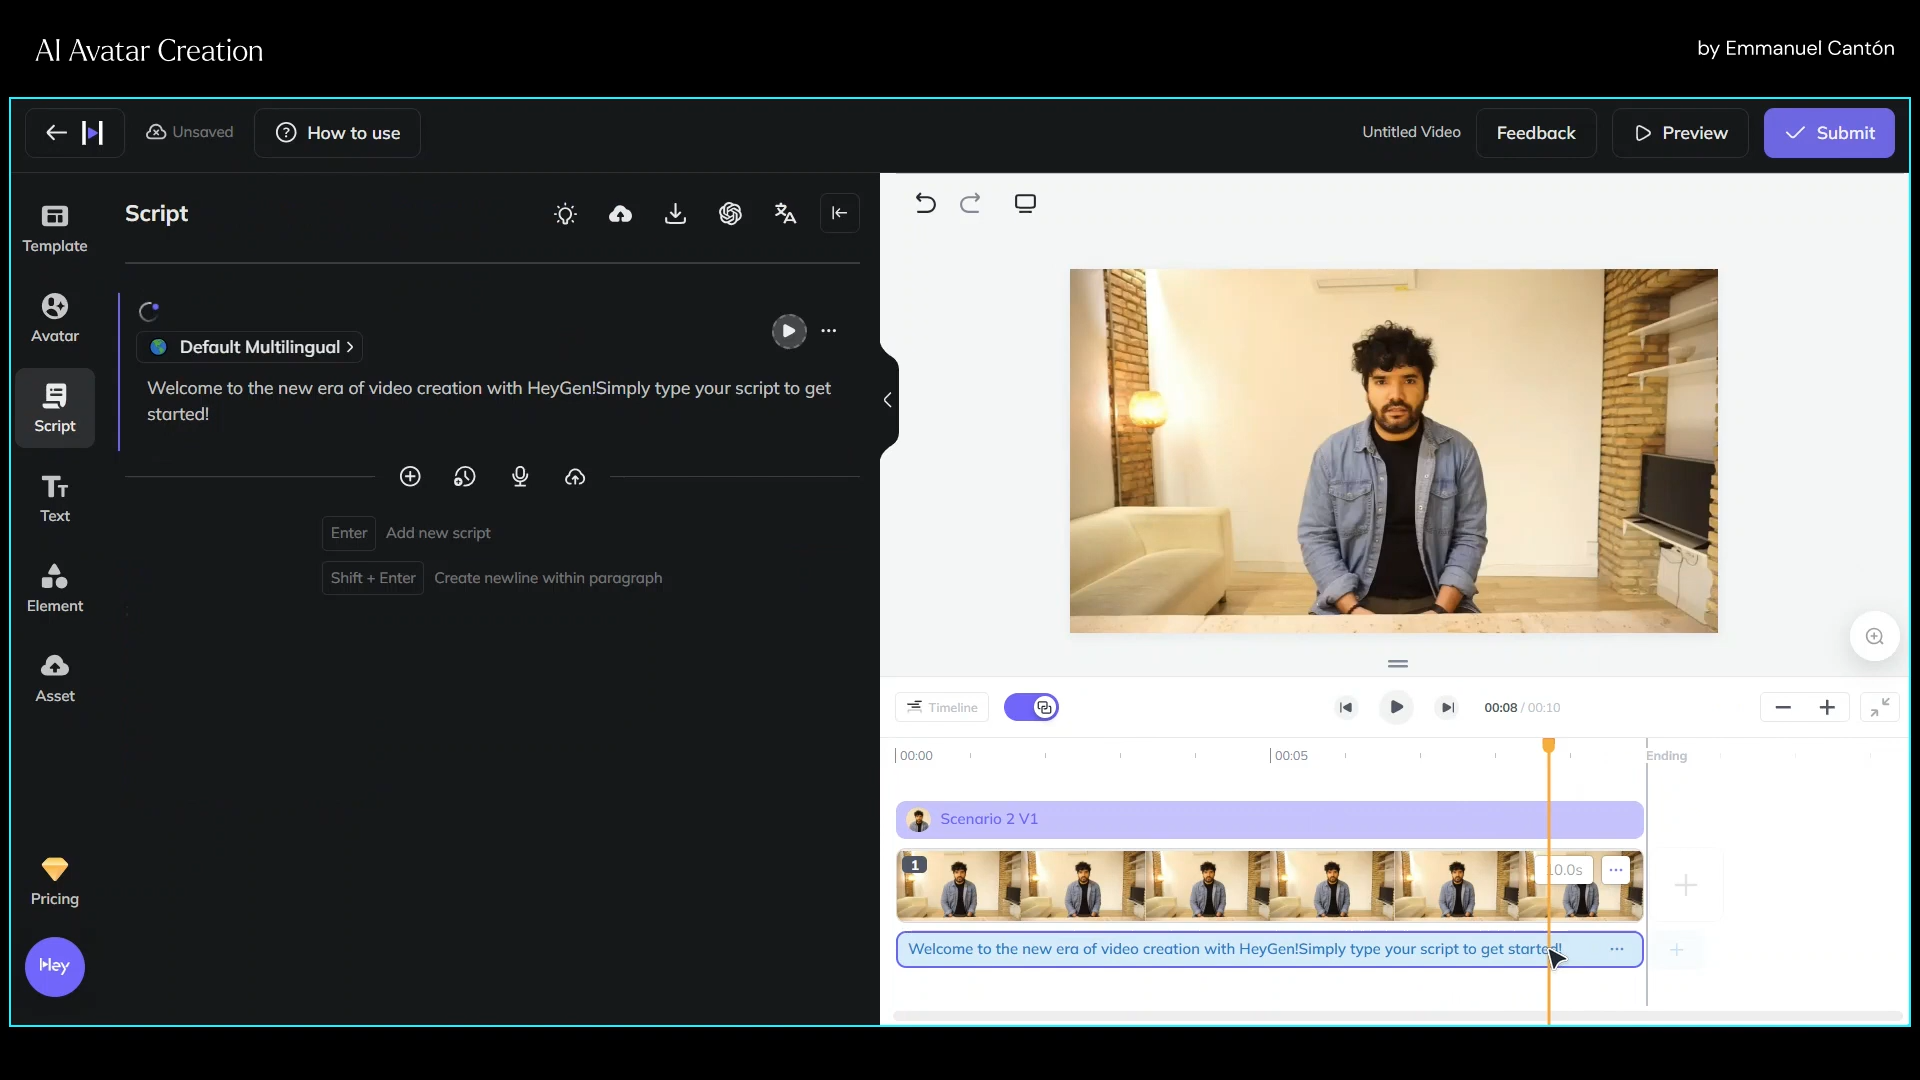 AI Avatar Creation
by Emmanuel Cantón
Unsaved
How to use
Untitled Video
Feedback
Preview
Submit
Template
Avatar
Script
Text
Element
Asset
Pricing
Hey
Script
Default Multilingual
Welcome to the new era of video creation with HeyGen!Simply type your script to get
started!
Enter Add new script
Shift + Enter Create newline within paragraph
Timeline
00:08 / 00:10
00:00
00:05
Ending
Scenario 2 V1
1
10.0s
Welcome to the new era of video creation with HeyGen!Simply type your script to get started!